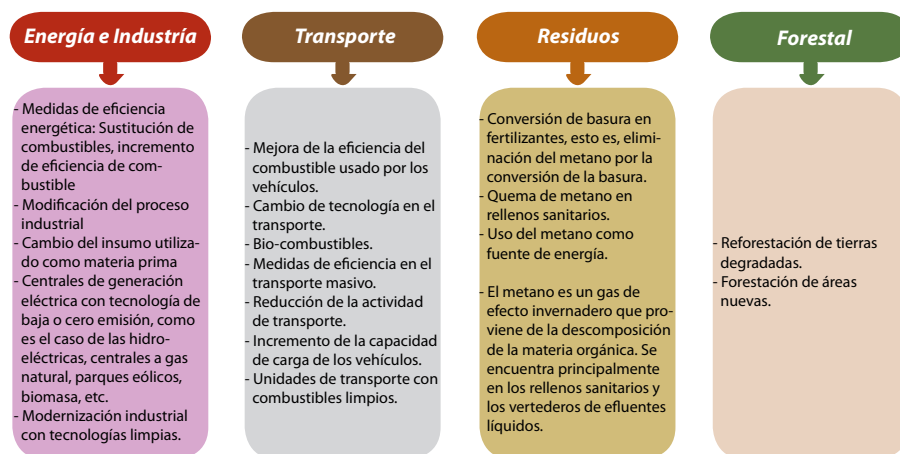 Energía e Industría
- Medidas de eficiencia
energética: Sustitución de
combustibles, incremento
de eficiencia de com-
bustible
- Modificación del proceso
industrial
- Cambio del insumo utiliza-
do como materia prima
- Centrales de generación
eléctrica con tecnología de
baja o cero emisión, como
es el caso de las hidro-
eléctricas, centrales a gas
natural, parques eólicos,
biomasa, etc.
- Modernización industrial
con tecnologías limpias.
Transporte
- Mejora de la eficiencia del
combustible usado por los
vehículos.
- Cambio de tecnología en el
transporte.
- Bio-combustibles.
- Medidas de eficiencia en el
transporte masivo.
- Reducción de la actividad
de transporte.
- Incremento de la capacidad
de carga de los vehículos.
- Unidades de transporte con
combustibles limpios.
Residuos
- Conversión de basura en
fertilizantes, esto es, elimi-
nación del metano por la
conversión de la basura.
- Quema de metano en
rellenos sanitarios.
- Uso del metano como
fuente de energía.
- El metano es un gas de
efecto invernadero que pro-
viene de la descomposición
de la materia orgánica. Se
encuentra principalmente
en los rellenos sanitarios y
los vertederos de efluentes
líquidos.
Forestal
- Reforestación de tierras
degradadas.
- Forestación de áreas
nuevas.